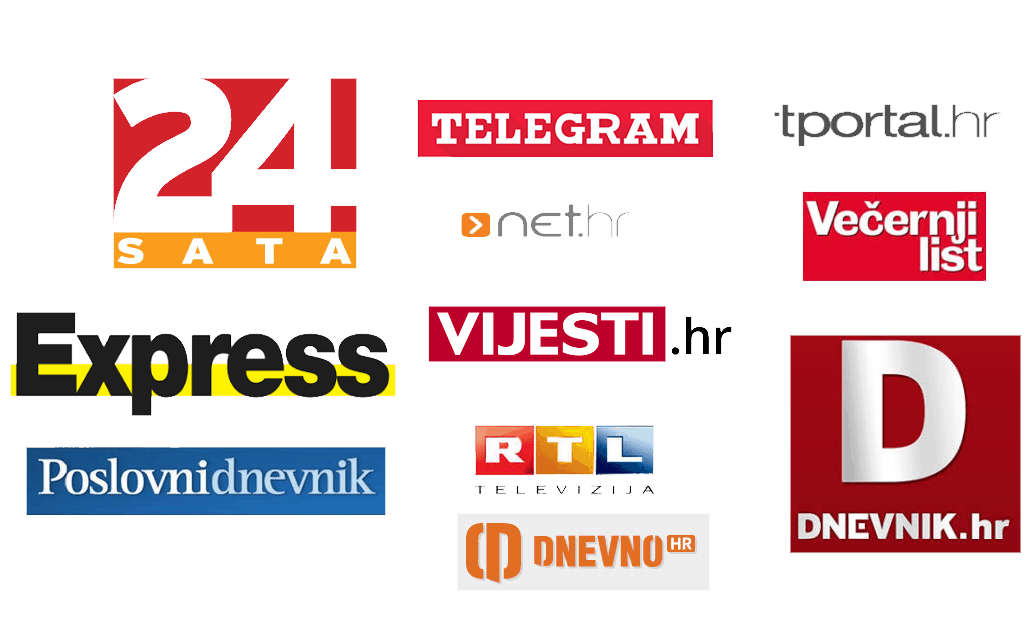 24
SATA
Express
Poslovnidnevnik
TELEGRAM
net.hr
VIJESTI.hr
RTL
TELEVIZIJA
DNEVNO HR
tportal.hr
Večernji
list
D
DNEVNIK.hr